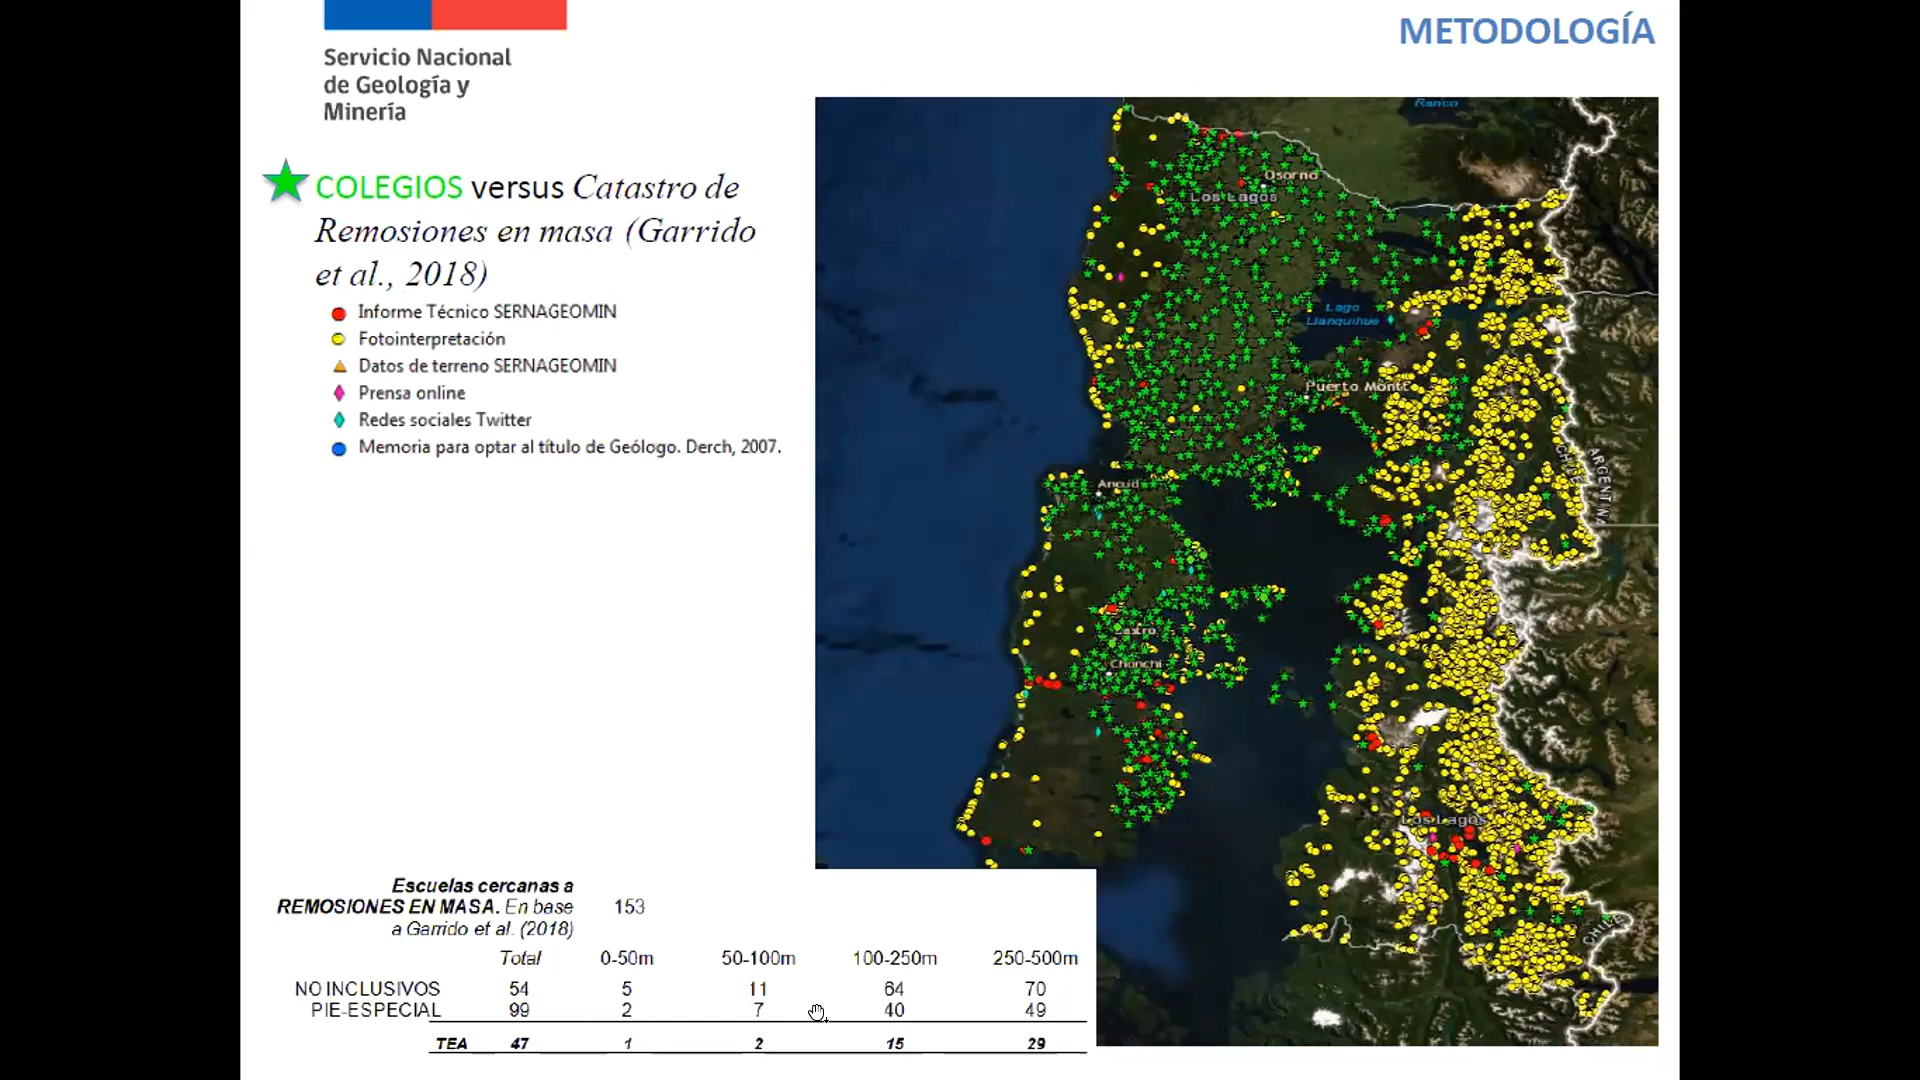 Servicio Nacional
de Geología y
Minería
METODOLOGÍA
COLEGIOS versus Catastro de
Remosiones en masa (Garrido
et al., 2018)
Informe Técnico SERNAGEOMIN
Fotointerpretación
Datos de terreno SERNAGEOMIN
Prensa online
Redes sociales Twitter
Memoria para optar al título de Geólogo. Derch, 2007.
Ranco
Osorno
Los Lagos
Lago
Llanquihue
Puerto Montt
ARGENTINA
CHILE
Ancud
Castro
Chonchi
Los Lagos
CHILE
Escuelas cercanas a
REMOSIONES EN MASA. En base 153
a Garrido et al. (2018)
Total 0-50m 50-100m 100-250m 250-500m
NO INCLUSIVOS 54 5 11 64 70
PIE-ESPECIAL 99 2 7 40 49
TEA 47 1 2 15 29